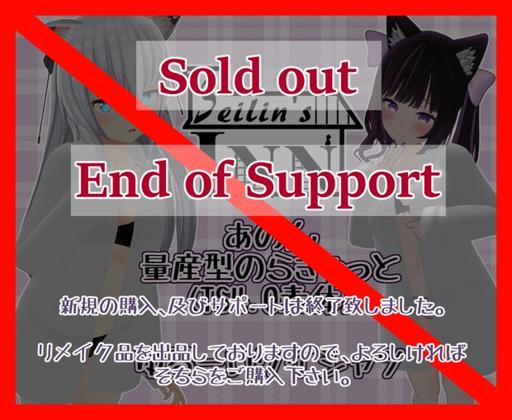 Sold out
Veilin's
INN
End of Support
あのん
量産型のらきゃっと
新規の購入、及びサポートは終了致しました。
リメイク品を出品しておりますので、よろしければ
そちらをご購入下さい。